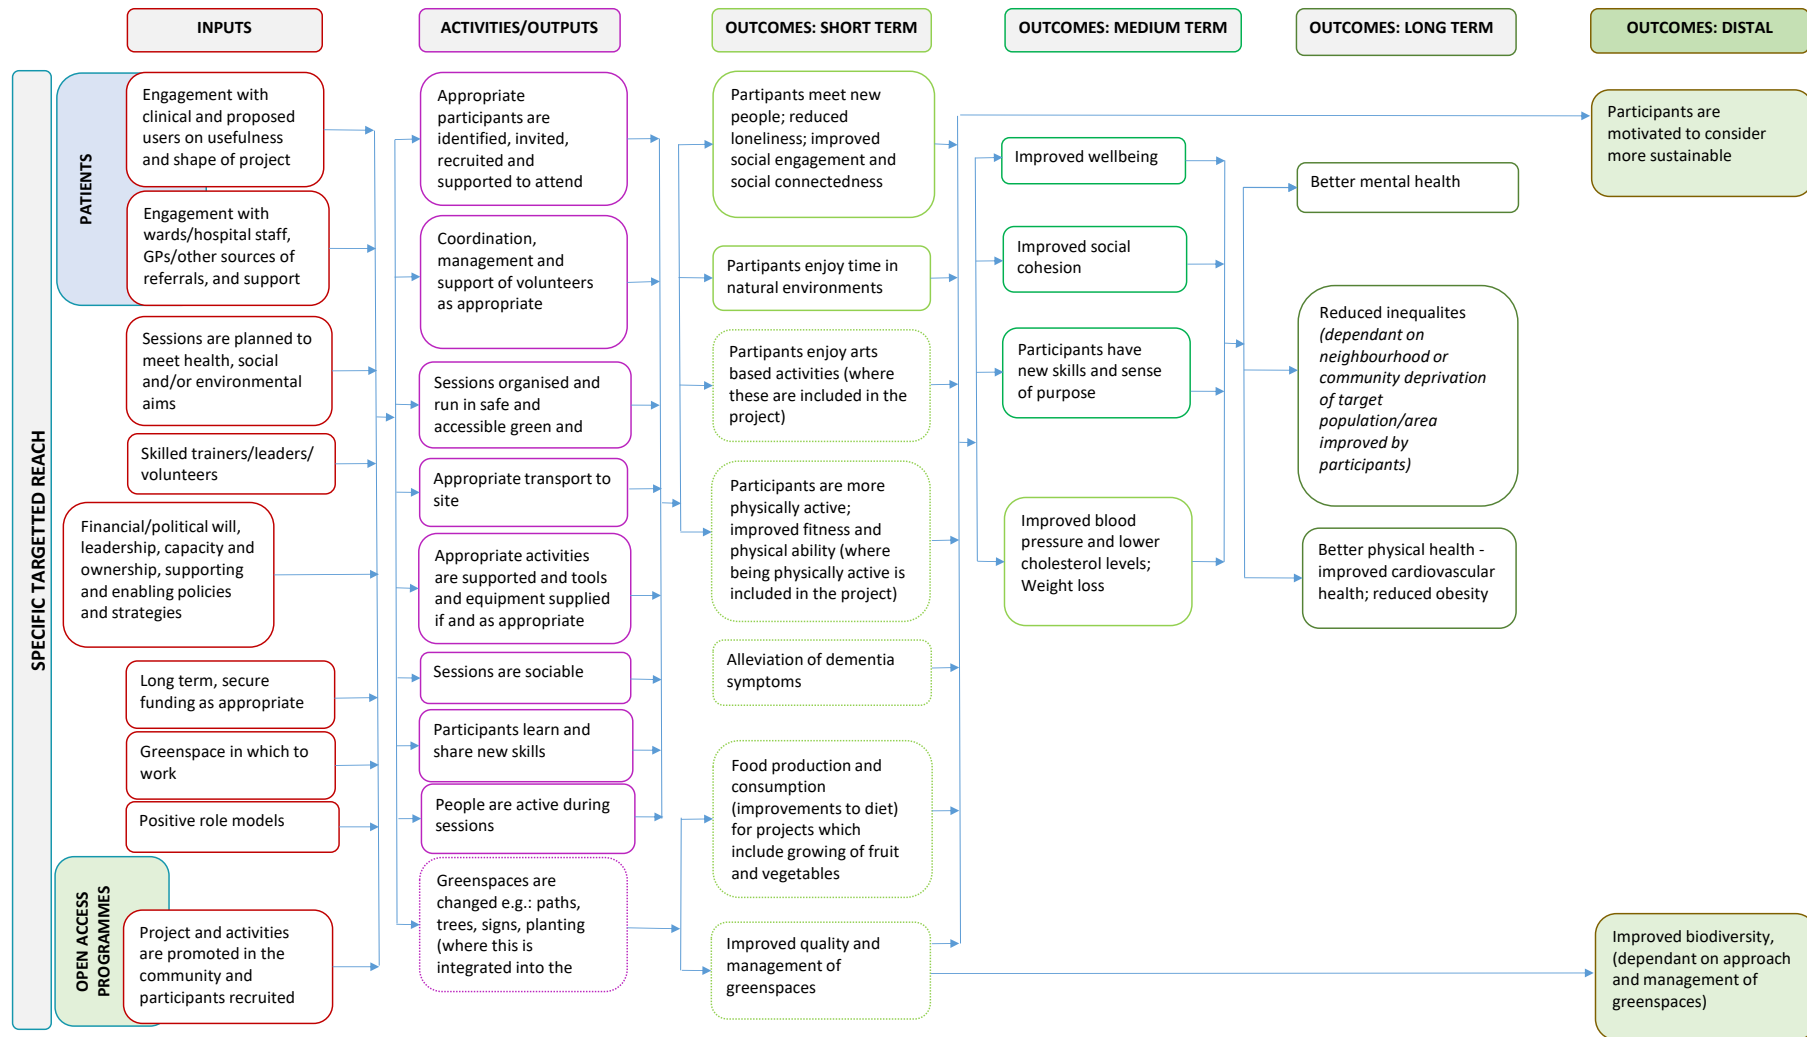 INPUTS
ACTIVITIES/OUTPUTS
OUTCOMES: SHORT TERM
OUTCOMES: MEDIUM TERM
OUTCOMES: LONG TERM
OUTCOMES: DISTAL
SPECIFIC TARGETTED REACH
PATIENTS
Engagement with
clinical and proposed
users on usefulness
and shape of project
Engagement with
wards/hospital staff,
GPs/other sources of
referrals, and support
Sessions are planned to
meet health, social
and/or environmental
aims
Skilled trainers/leaders/
volunteers
Financial/political will,
leadership, capacity and
ownership, supporting
and enabling policies
and strategies
Long term, secure
funding as appropriate
Greenspace in which to
work
Positive role models
OPEN ACCESS
PROGRAMMES
Project and activities
are promoted in the
community and
participants recruited
Appropriate
participants are
identified, invited,
recruited and
supported to attend
Coordination,
management and
support of volunteers
as appropriate
Sessions organised and
run in safe and
accessible green and
Appropriate transport to
site
Appropriate activities
are supported and tools
and equipment supplied
if and as appropriate
Sessions are sociable
Participants learn and
share new skills
People are active during
sessions
Greenspaces are
changed e.g.: paths,
trees, signs, planting
(where this is
integrated into the
Partipants meet new
people; reduced
loneliness; improved
social engagement and
social connectedness
Partipants enjoy time in
natural environments
Partipants enjoy arts
based activities (where
these are included in the
project)
Participants are more
physically active;
improved fitness and
physical ability (where
being physically active is
included in the project)
Alleviation of dementia
symptoms
Food production and
consumption
(improvements to diet)
for projects which
include growing of fruit
and vegetables
Improved quality and
management of
greenspaces
Improved wellbeing
Improved social
cohesion
Participants have
new skills and sense
of purpose
Improved blood
pressure and lower
cholesterol levels;
Weight loss
Better mental health
Reduced inequalites
(dependant on
neighbourhood or
community deprivation
of target
population/area
improved by
participants)
Better physical health -
improved cardiovascular
health; reduced obesity
Participants are
motivated to consider
more sustainable
Improved biodiversity,
(dependant on approach
and management of
greenspaces)